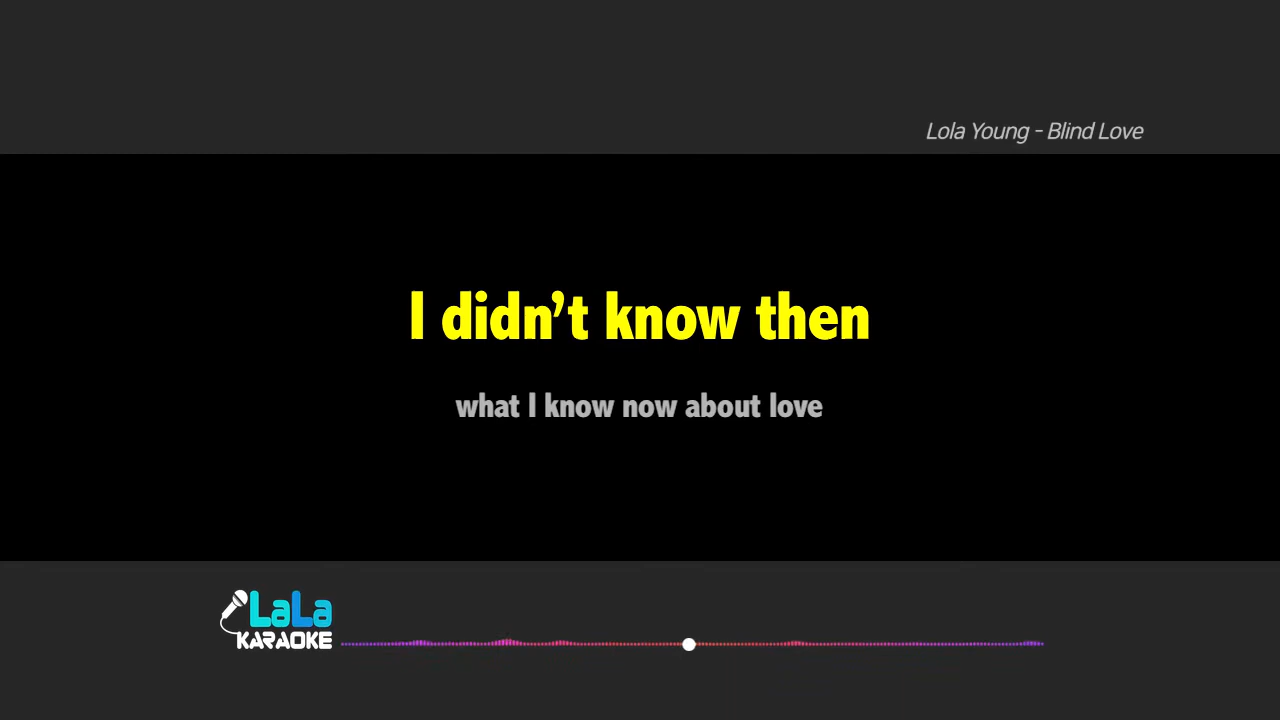 Lola Young - Blind Love
I didn’t know then
what I know now about love
LaLa
KARAOKE